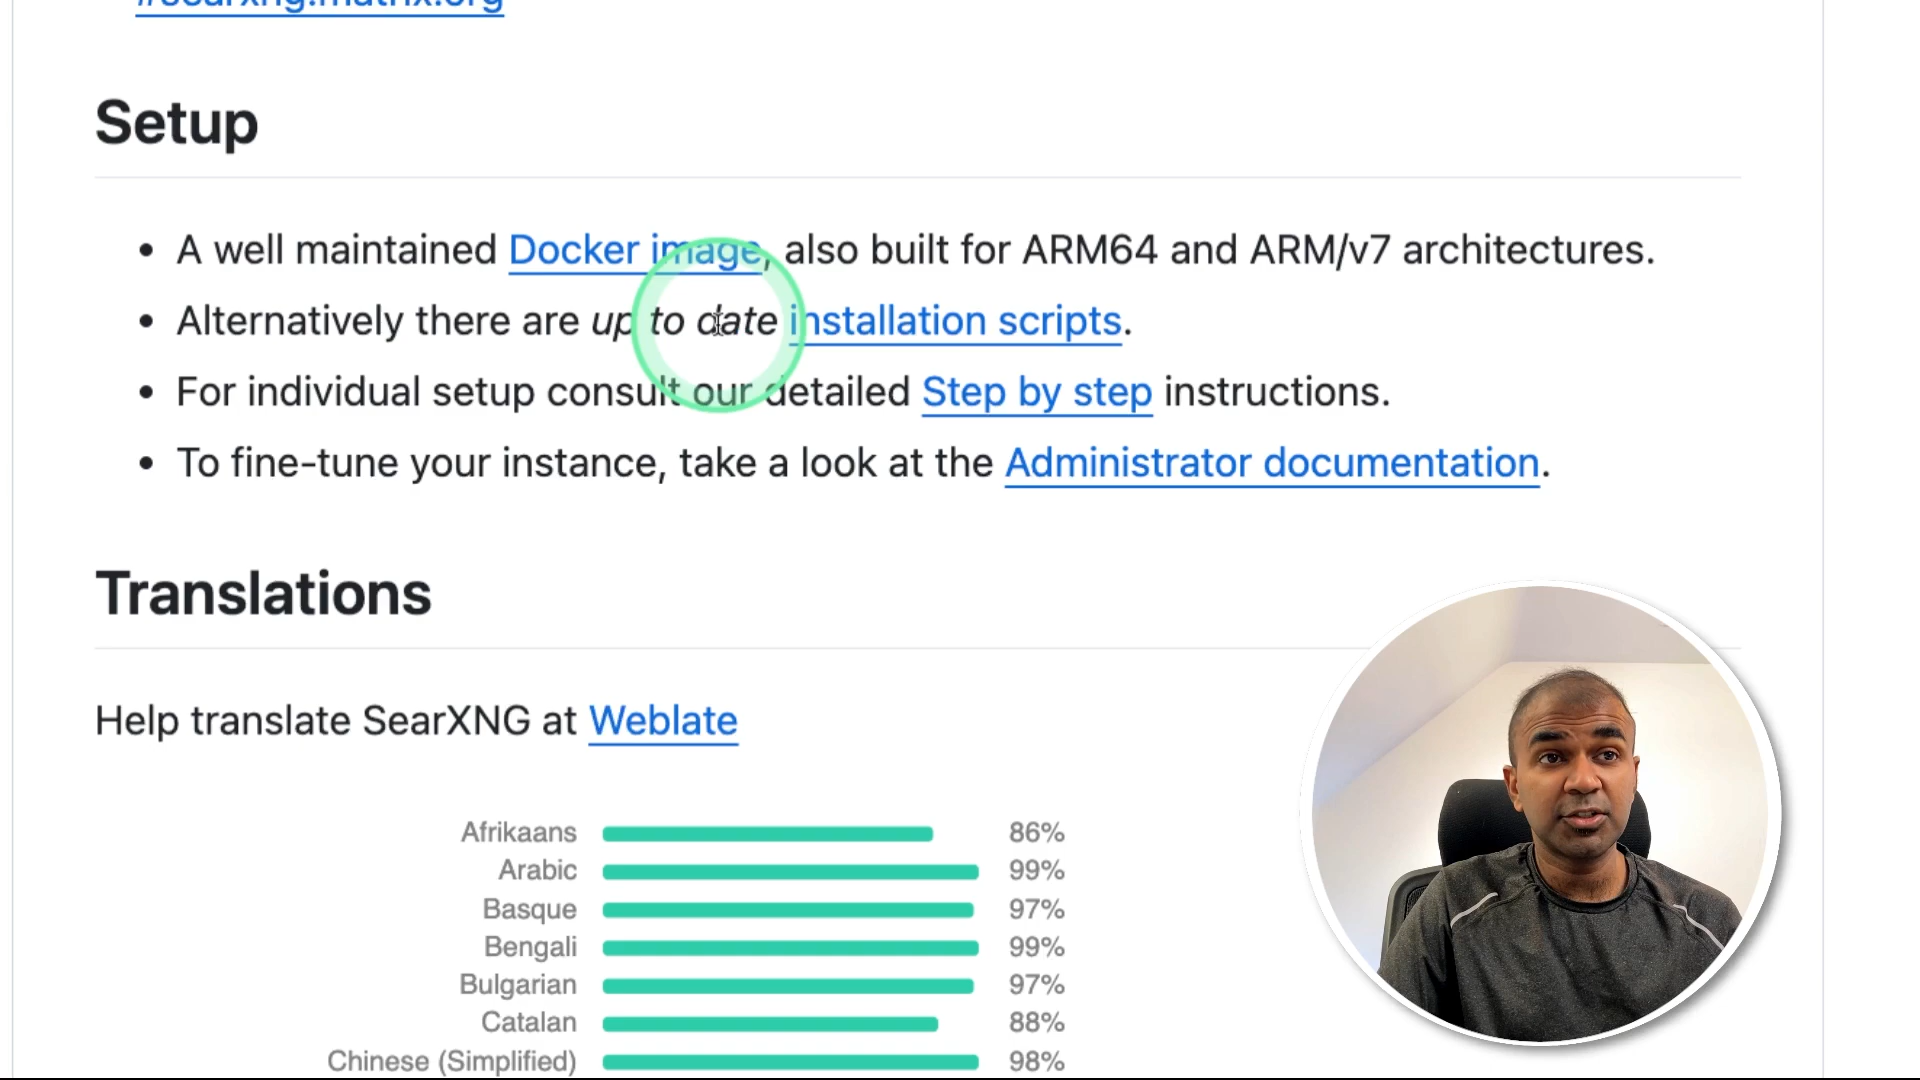 #searxng:matrix.org
Setup
• A well maintained Docker image, also built for ARM64 and ARM/v7 architectures.
• Alternatively there are up to date installation scripts.
• For individual setup consult our detailed Step by step instructions.
• To fine-tune your instance, take a look at the Administrator documentation.
Translations
Help translate SearXNG at Weblate
Afrikaans 86%
Arabic 99%
Basque 97%
Bengali 99%
Bulgarian 97%
Catalan 88%
Chinese (Simplified) 98%